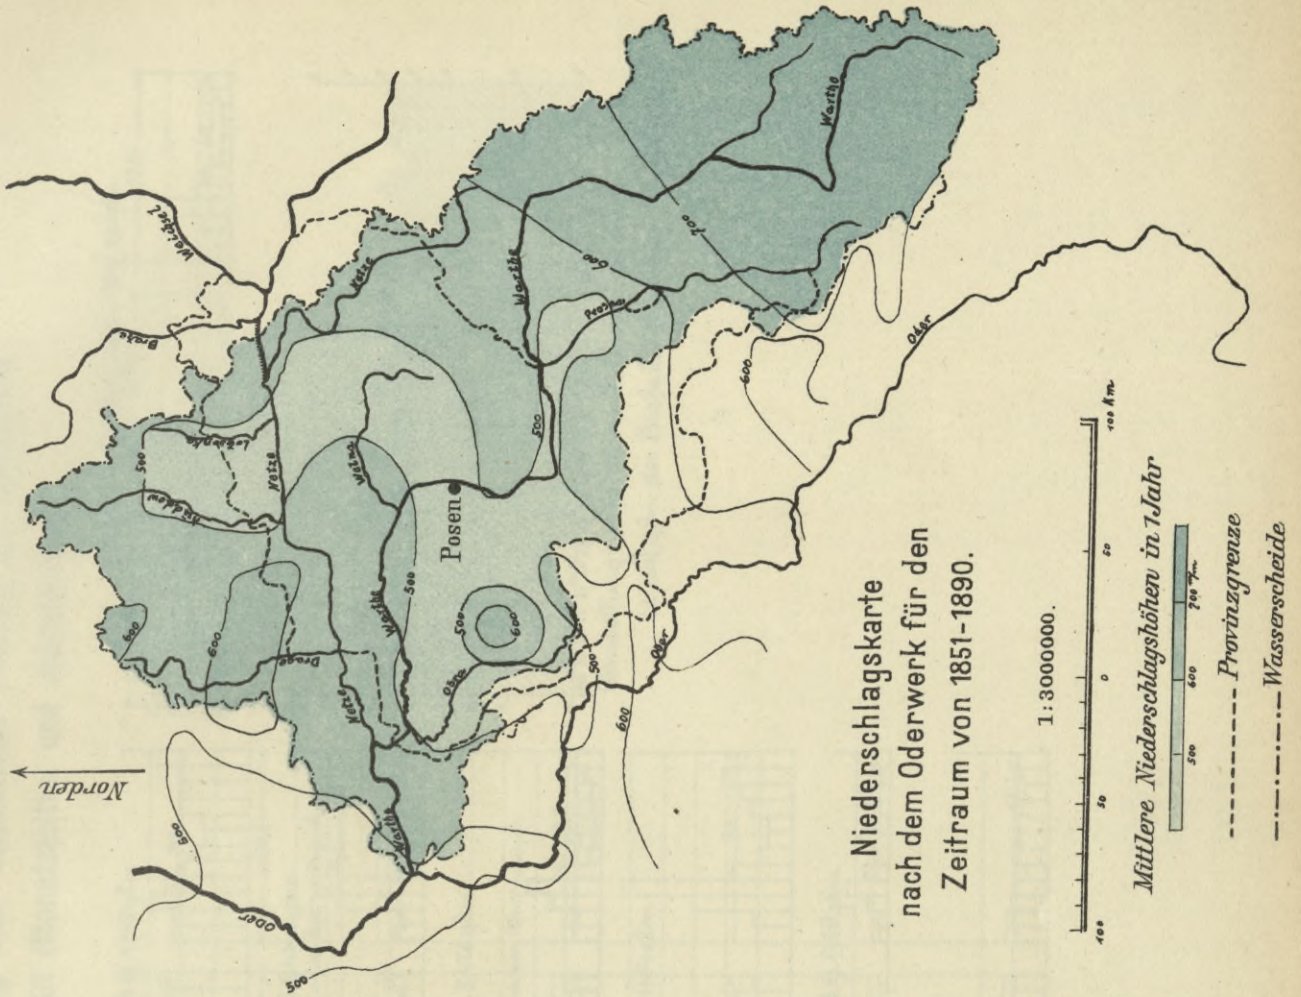 Niederschlagskarte
nach dem Oderwerk für den
Zeitraum von 1851-1890.
1:3000000.
100
50
0
50
100 Km
Mittlere Niederschlagshöhen in 1 Jahr
500
600
700 m/m
Provinzgrenze
Wasserscheide
Norden
Weichsel
Brahe
Netze
Netze
Netze
Lobsonka
Küddow
Drage
Welna
Posen
Warthe
Warthe
Warthe
Warthe
Prosna
Obra
Oder
Oder
Oder
500
500
500
500
500
500
600
600
600
600
600
600
600
700